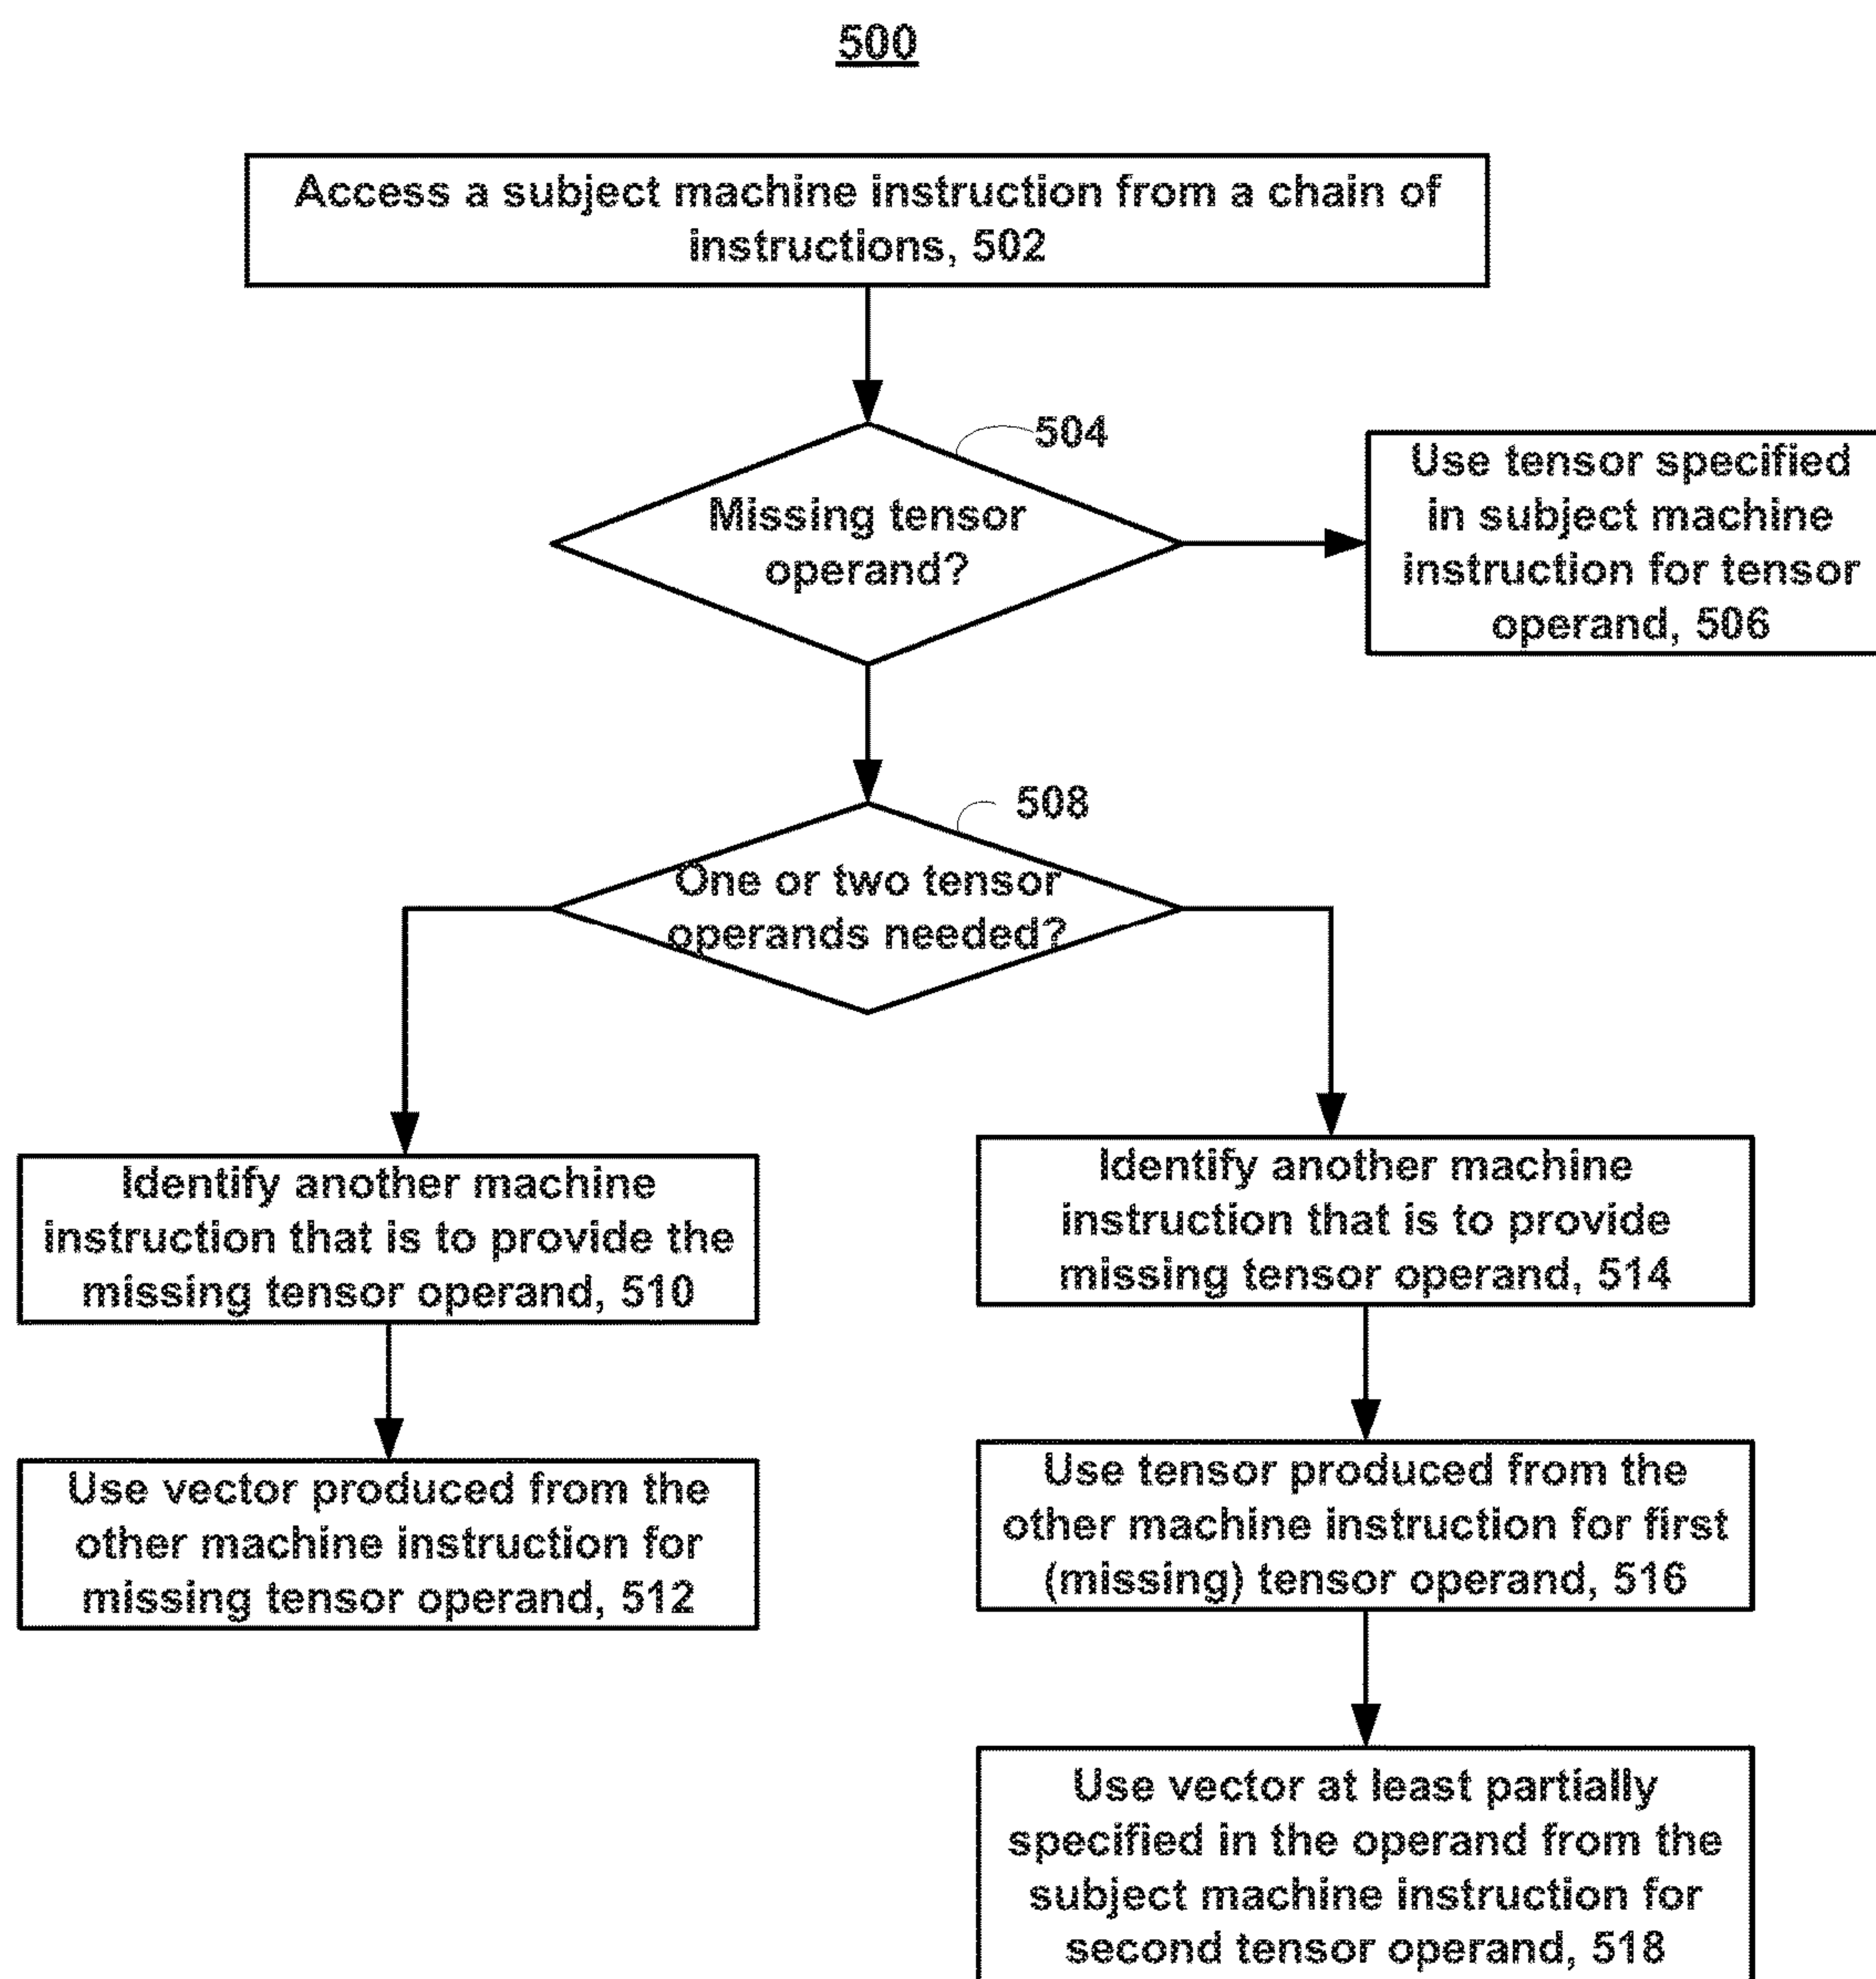 500
Access a subject machine instruction from a chain of
instructions, 502
504
Missing tensor
operand?
Use tensor specified
in subject machine
instruction for tensor
operand, 506
508
One or two tensor
operands needed?
Identify another machine
instruction that is to provide the
missing tensor operand, 510
Use vector produced from the
other machine instruction for
missing tensor operand, 512
Identify another machine
instruction that is to provide
missing tensor operand, 514
Use tensor produced from the
other machine instruction for first
(missing) tensor operand, 516
Use vector at least partially
specified in the operand from the
subject machine instruction for
second tensor operand, 518